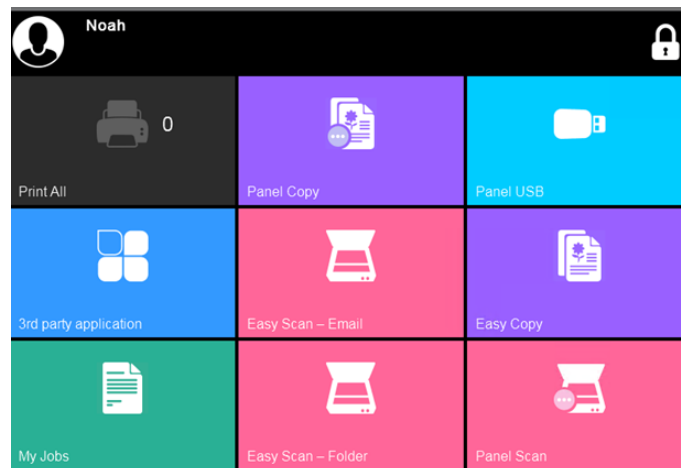 Noah
0
Print All
Panel Copy
Panel USB
3rd party application
Easy Scan – Email
Easy Copy
My Jobs
Easy Scan – Folder
Panel Scan